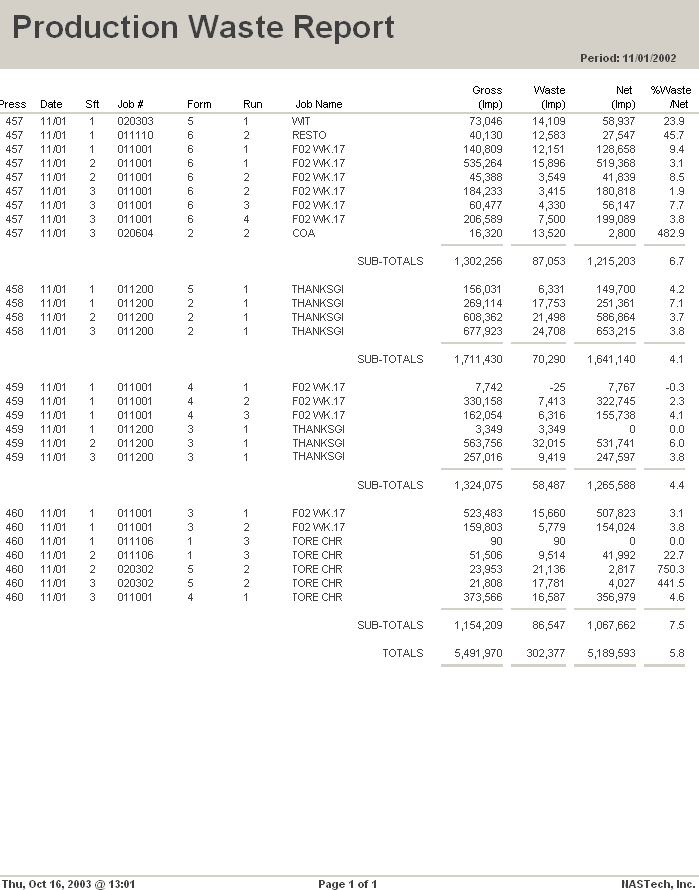 Production Waste Report
Period: 11/01/2002
Gross Waste Net %Waste
Press Date Sft Job # Form Run Job Name (Imp) (Imp) (Imp) /Net
457 11/01 1 020303 5 1 WIT 73,046 14,109 58,937 23.9
457 11/01 1 011110 6 2 RESTO 40,130 12,583 27,547 45.7
457 11/01 1 011001 6 1 F02 WK.17 140,809 12,151 128,658 9.4
457 11/01 2 011001 6 1 F02 WK.17 535,264 15,896 519,368 3.1
457 11/01 2 011001 6 2 F02 WK.17 45,388 3,549 41,839 8.5
457 11/01 3 011001 6 2 F02 WK.17 184,233 3,415 180,818 1.9
457 11/01 3 011001 6 3 F02 WK.17 60,477 4,330 56,147 7.7
457 11/01 3 011001 6 4 F02 WK.17 206,589 7,500 199,089 3.8
457 11/01 3 020604 2 2 COA 16,320 13,520 2,800 482.9
SUB-TOTALS 1,302,256 87,053 1,215,203 6.7
458 11/01 1 011200 5 1 THANKSGI 156,031 6,331 149,700 4.2
458 11/01 1 011200 2 1 THANKSGI 269,114 17,753 251,361 7.1
458 11/01 2 011200 2 1 THANKSGI 608,362 21,498 586,864 3.7
458 11/01 3 011200 2 1 THANKSGI 677,923 24,708 653,215 3.8
SUB-TOTALS 1,711,430 70,290 1,641,140 4.1
459 11/01 1 011001 4 1 F02 WK.17 7,742 -25 7,767 -0.3
459 11/01 1 011001 4 2 F02 WK.17 330,158 7,413 322,745 2.3
459 11/01 1 011001 4 3 F02 WK.17 162,054 6,316 155,738 4.1
459 11/01 1 011200 3 1 THANKSGI 3,349 3,349 0 0.0
459 11/01 2 011200 3 1 THANKSGI 563,756 32,015 531,741 6.0
459 11/01 3 011200 3 1 THANKSGI 257,016 9,419 247,597 3.8
SUB-TOTALS 1,324,075 58,487 1,265,588 4.4
460 11/01 1 011001 3 1 F02 WK.17 523,483 15,660 507,823 3.1
460 11/01 1 011001 3 2 F02 WK.17 159,803 5,779 154,024 3.8
460 11/01 1 011106 1 3 TORE CHR 90 90 0 0.0
460 11/01 2 011106 1 3 TORE CHR 51,506 9,514 41,992 22.7
460 11/01 2 020302 5 2 TORE CHR 23,953 21,136 2,817 750.3
460 11/01 3 020302 5 2 TORE CHR 21,808 17,781 4,027 441.5
460 11/01 3 011001 4 1 TORE CHR 373,566 16,587 356,979 4.6
SUB-TOTALS 1,154,209 86,547 1,067,662 7.5
TOTALS 5,491,970 302,377 5,189,593 5.8
Thu, Oct 16, 2003 @ 13:01 Page 1 of 1 NASTech, Inc.